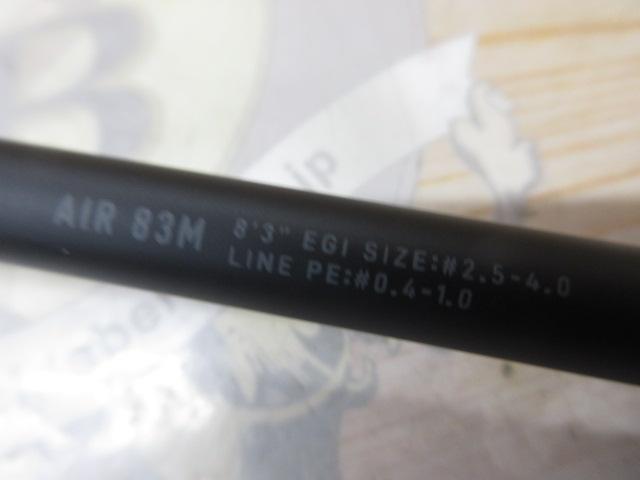 AIR 83M
8'3" EGI SIZE:#2.5-4.0
LINE PE:#0.4-1.0